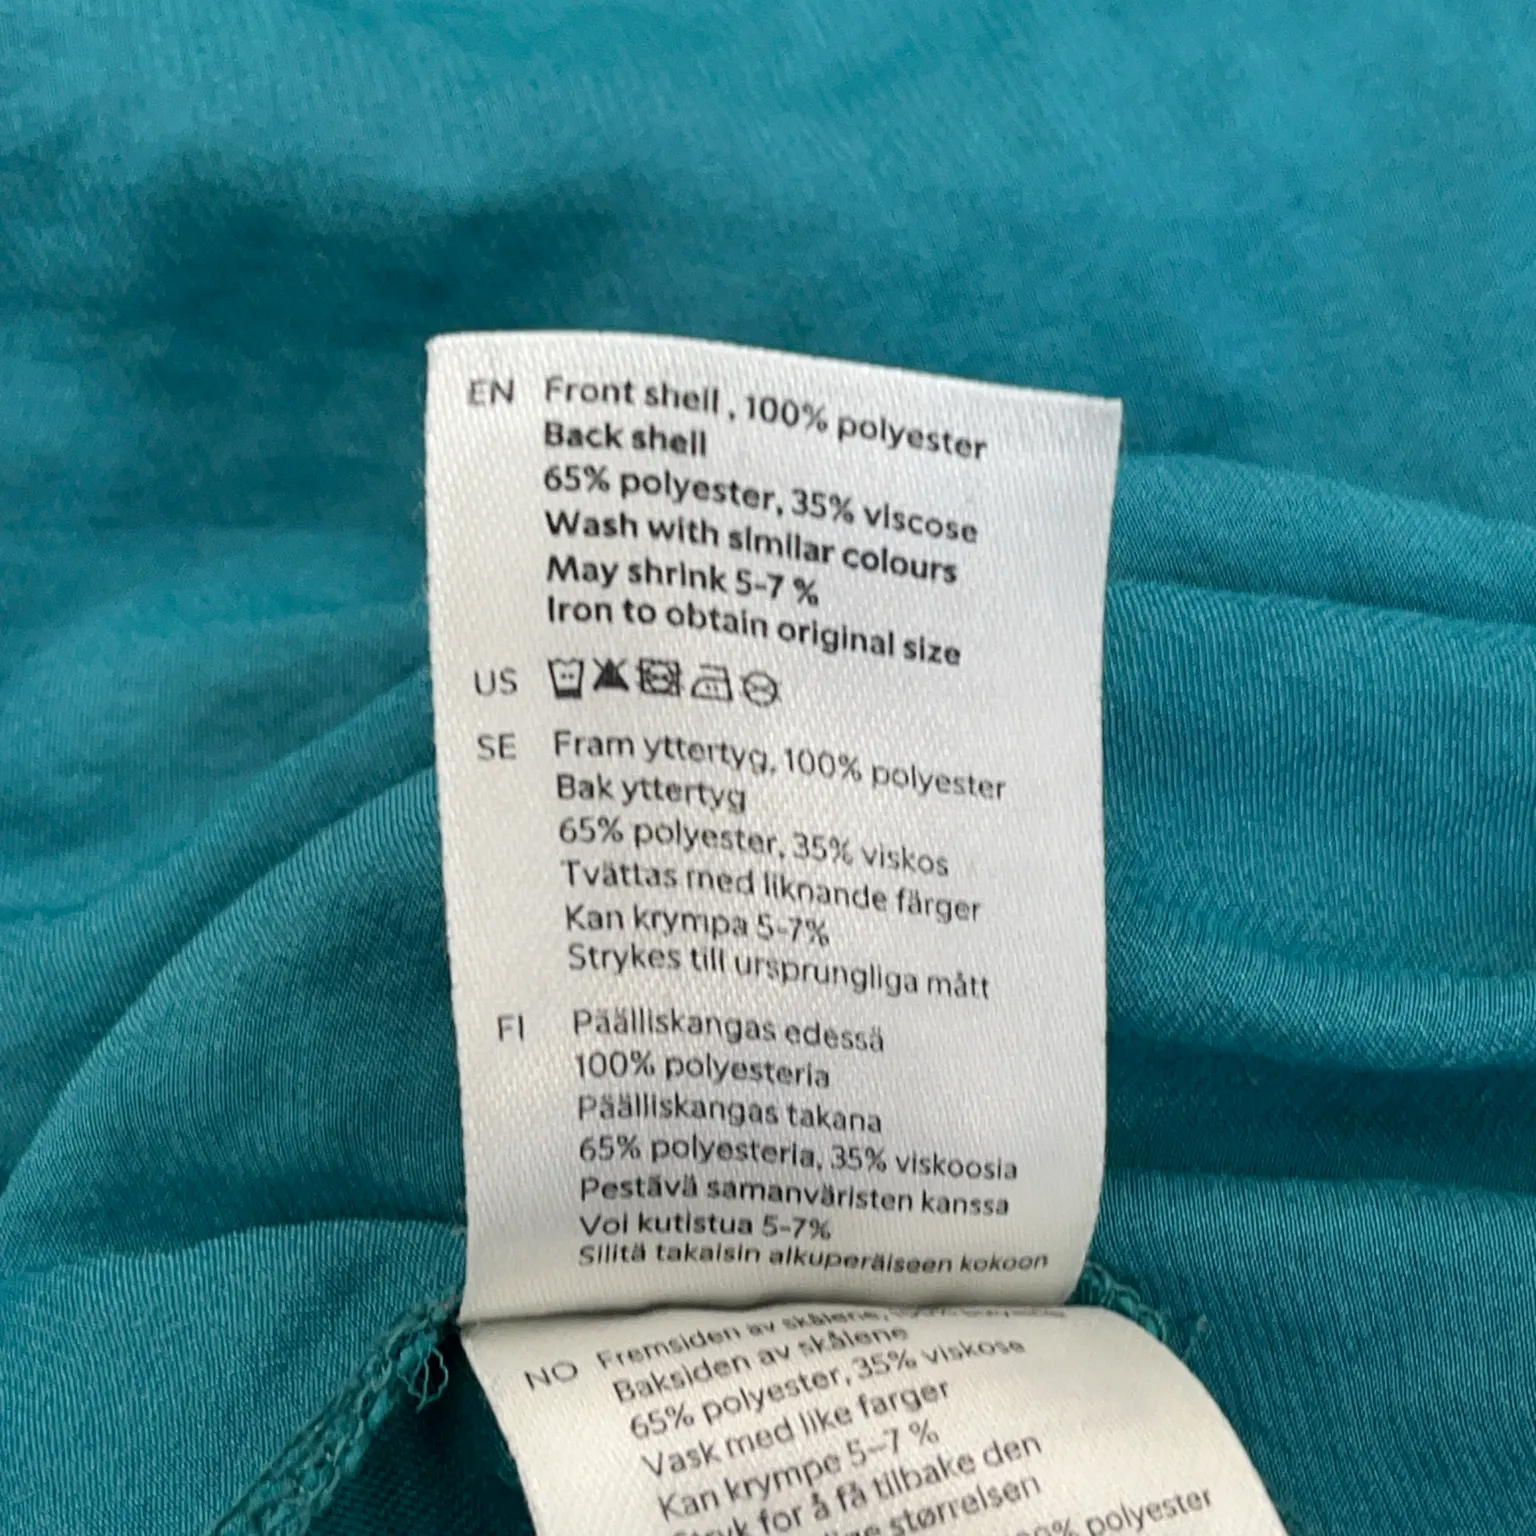 EN Front shell, 100% polyester
Back shell
65% polyester, 35% viscose
Wash with similar colours
May shrink 5-7 %
Iron to obtain original size
US
SE Fram yttertyg, 100% polyester
Bak yttertyg
65% polyester, 35% viskos
Tvättas med liknande färger
Kan krympa 5-7%
Strykes till ursprungliga mått
FI Päälliskangas edessä
100% polyesteria
Päälliskangas takana
65% polyesteria, 35% viskoosia
Pestävä samanväristen kanssa
Voi kutistua 5-7%
Silitä takaisin alkuperäiseen kokoon
NO Fremsiden av skålene,
Baksiden av skålene
65% polyester, 35% viskose
Vask med like farger
Kan krympe 5-7 %
for å få tilbake den
størrelsen
polyester